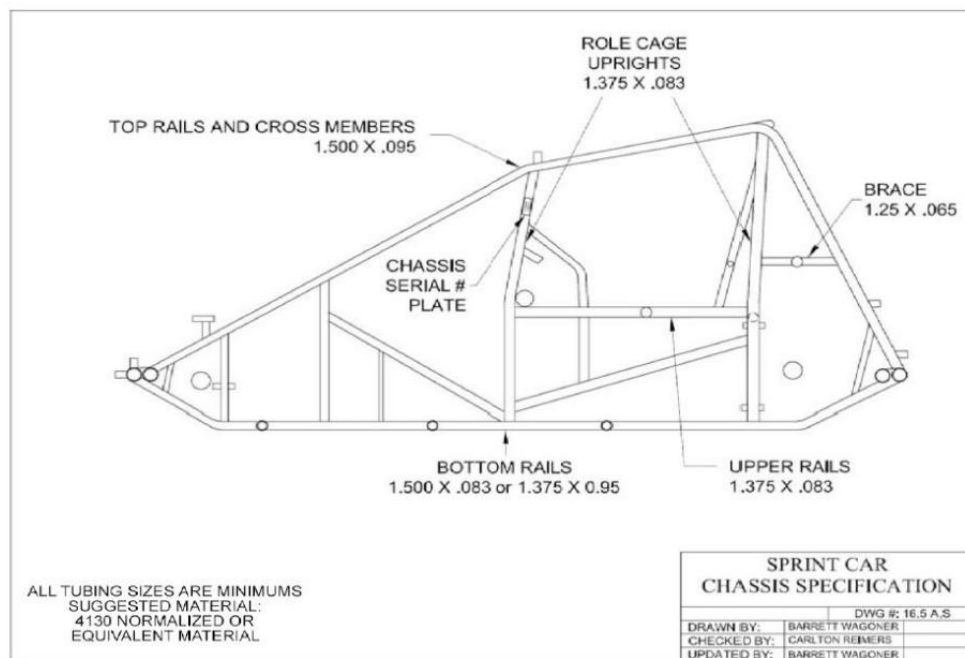 ROLE CAGE
UPRIGHTS
1.375 X .083
TOP RAILS AND CROSS MEMBERS
1.500 X .095
BRACE
1.25 X .065
CHASSIS
SERIAL #
PLATE
BOTTOM RAILS
1.500 X .083 or 1.375 X 0.95
UPPER RAILS
1.375 X .083
ALL TUBING SIZES ARE MINIMUMS
SUGGESTED MATERIAL:
4130 NORMALIZED OR
EQUIVALENT MATERIAL
SPRINT CAR
CHASSIS SPECIFICATION
DWG #: 16.5 A,S
DRAWN BY: BARRETT WAGONER
CHECKED BY: CARLTON REIMERS
UPDATED BY: BARRETT WAGONER